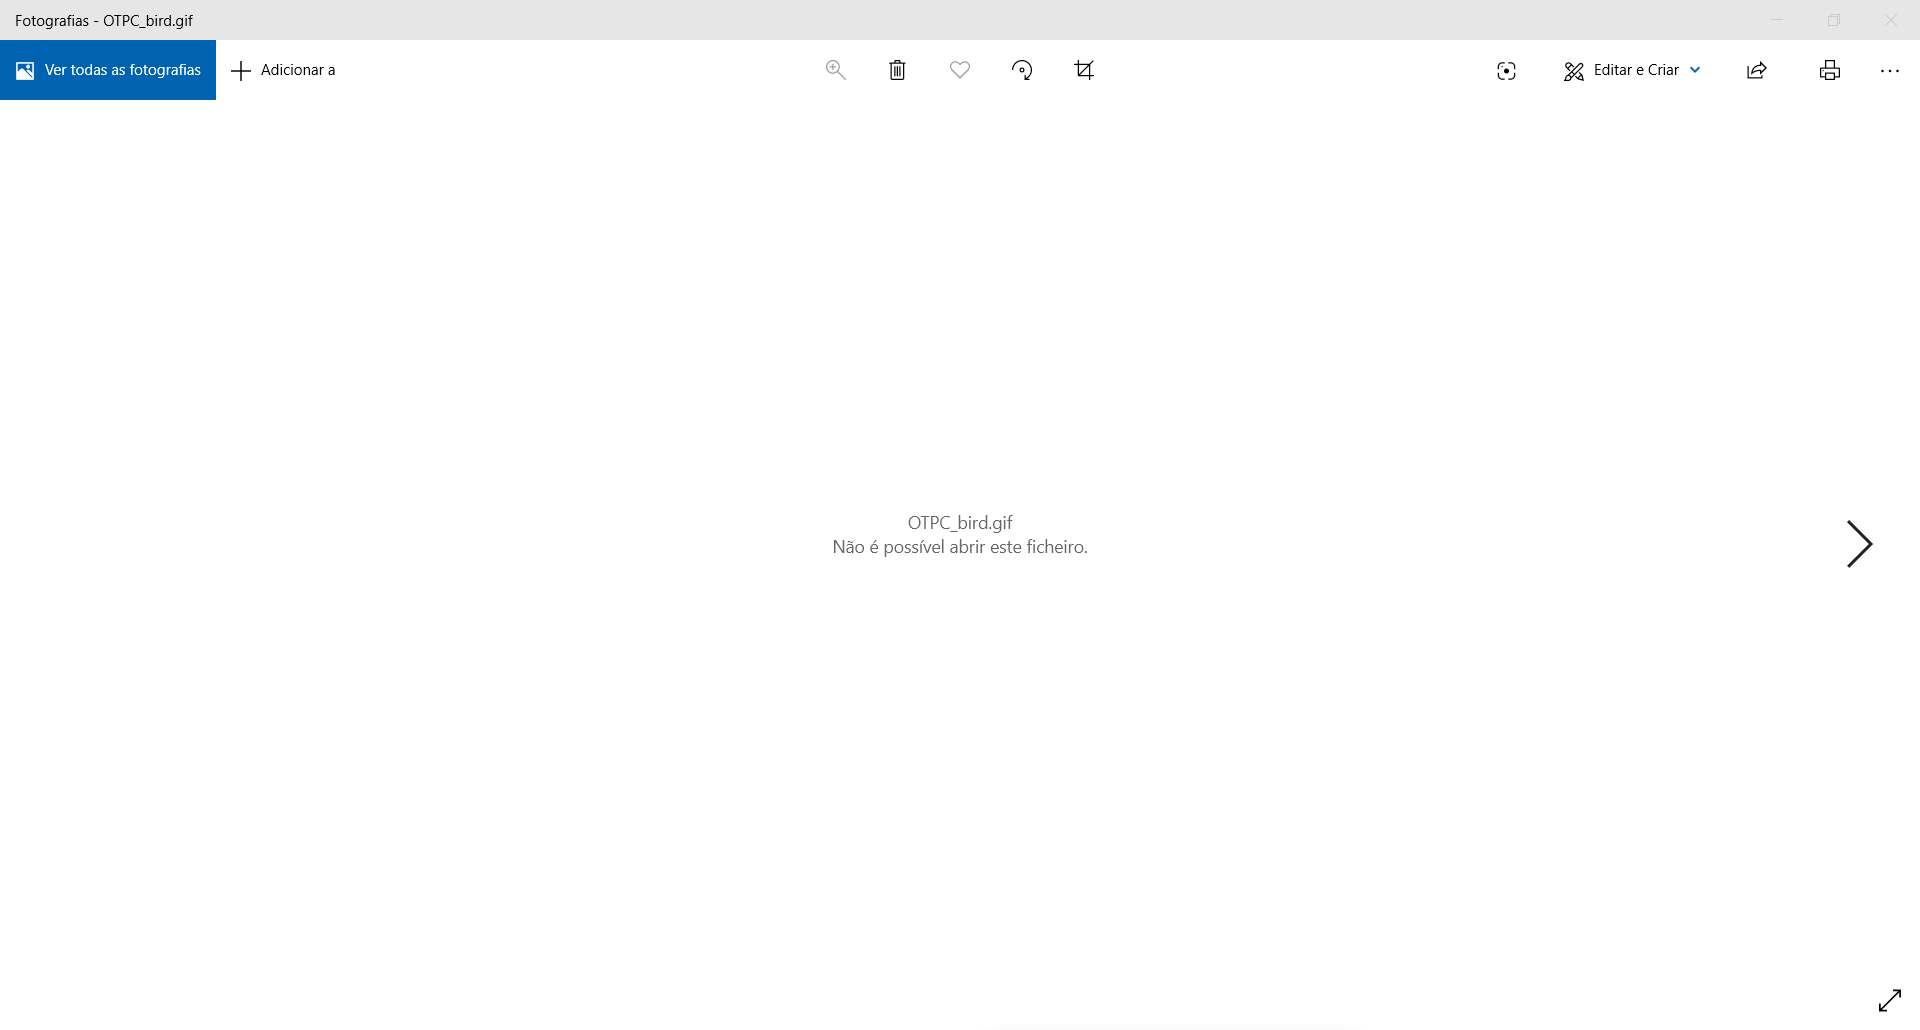 Fotografias - OTPC_bird.gif
Ver todas as fotografias
Adicionar a
Editar e Criar
OTPC_bird.gif
Não é possível abrir este ficheiro.